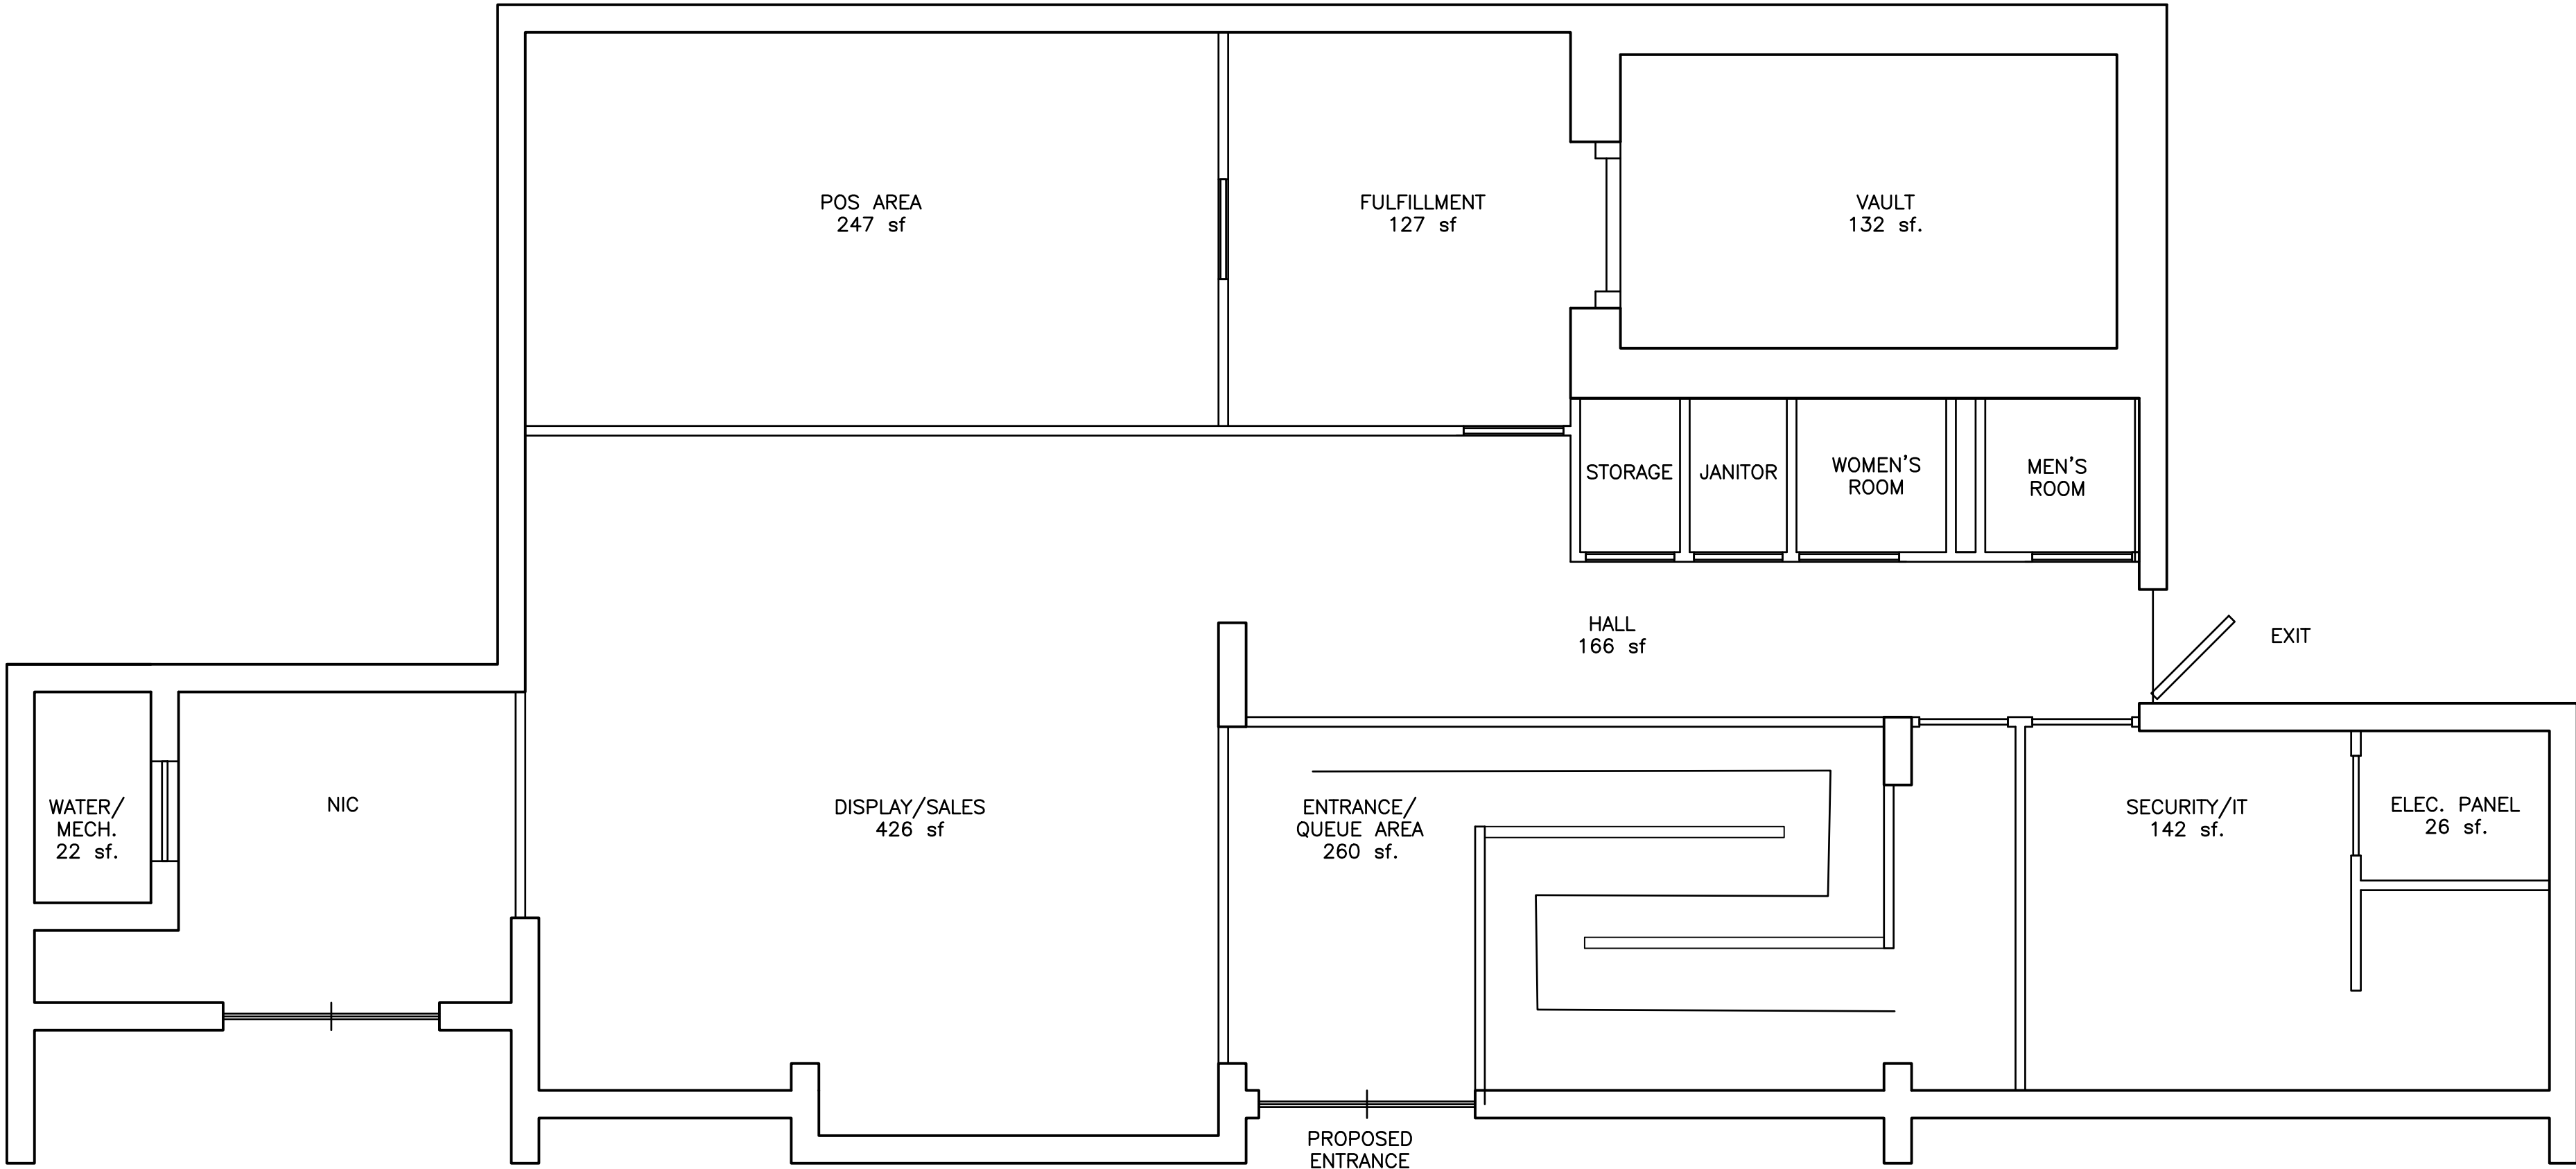 POS AREA
247 sf
FULFILLMENT
127 sf
VAULT
132 sf.
STORAGE
JANITOR
WOMEN'S
ROOM
MEN'S
ROOM
HALL
166 sf
EXIT
WATER/
MECH.
22 sf.
NIC
DISPLAY/SALES
426 sf
ENTRANCE/
QUEUE AREA
260 sf.
SECURITY/IT
142 sf.
ELEC. PANEL
26 sf.
PROPOSED
ENTRANCE